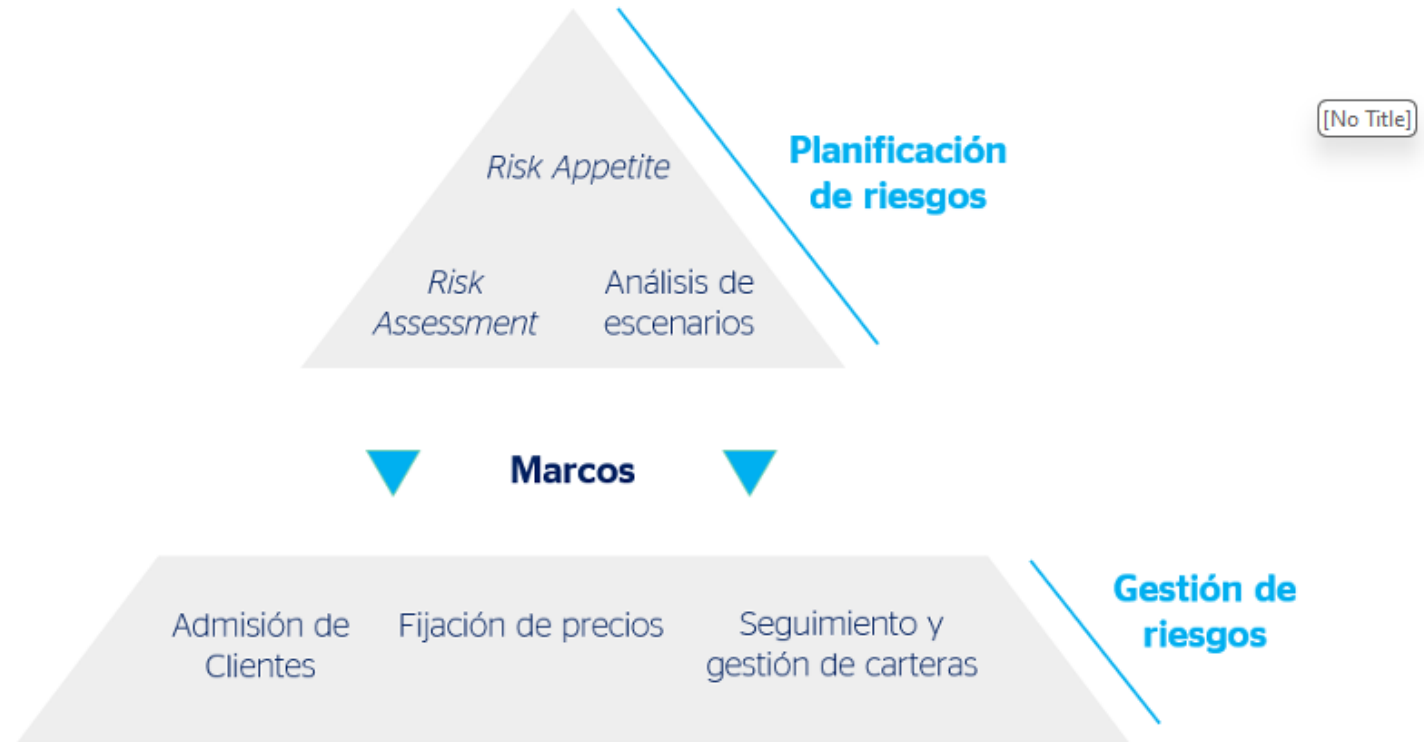 [No Title]
Planificación
de riesgos
Risk Appetite
Risk
Assessment
Análisis de
escenarios
Marcos
Gestión de
riesgos
Admisión de
Clientes
Fijación de precios
Seguimiento y
gestión de carteras